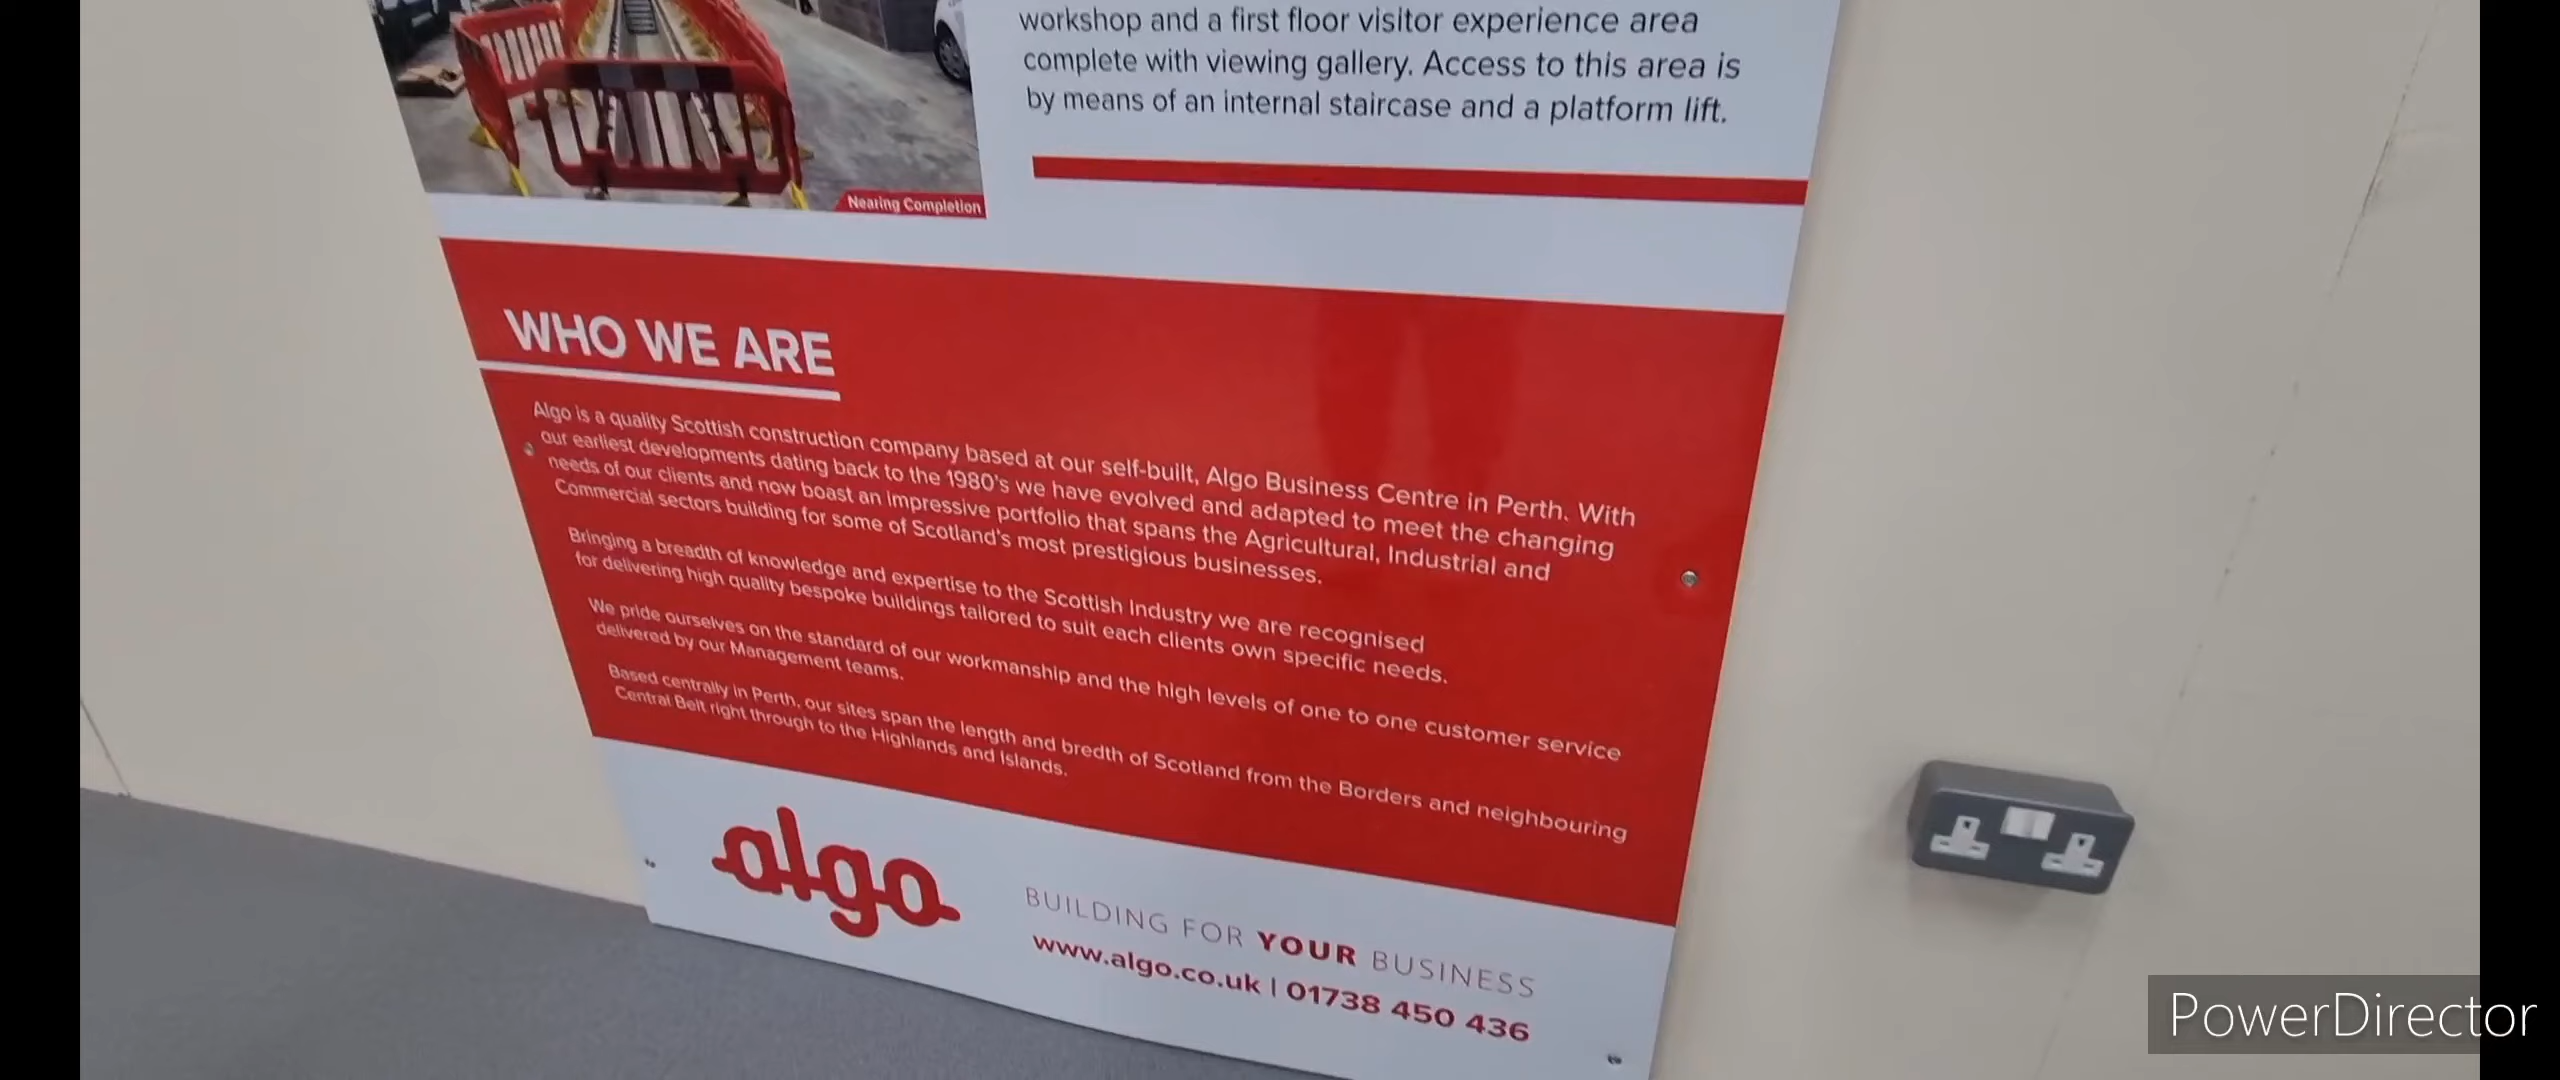 workshop and a first floor visitor experience area
complete with viewing gallery. Access to this area is
by means of an internal staircase and a platform lift.
Nearing Completion
WHO WE ARE
Algo is a quality Scottish construction company based at our self-built, Algo Business Centre in Perth. With
our earliest developments dating back to the 1980's we have evolved and adapted to meet the changing
needs of our clients and now boast an impressive portfolio that spans the Agricultural, Industrial and
Commercial sectors building for some of Scotland's most prestigious businesses.
Bringing a breadth of knowledge and expertise to the Scottish Industry we are recognised
for delivering high quality bespoke buildings tailored to suit each clients own specific needs.
We pride ourselves on the standard of our workmanship and the high levels of one to one customer service
delivered by our Management teams.
Based centrally in Perth, our sites span the length and bredth of Scotland from the Borders and neighbouring
Central Belt right through to the Highlands and Islands.
algo
BUILDING FOR YOUR BUSINESS
www.algo.co.uk | 01738 450 436
PowerDirector